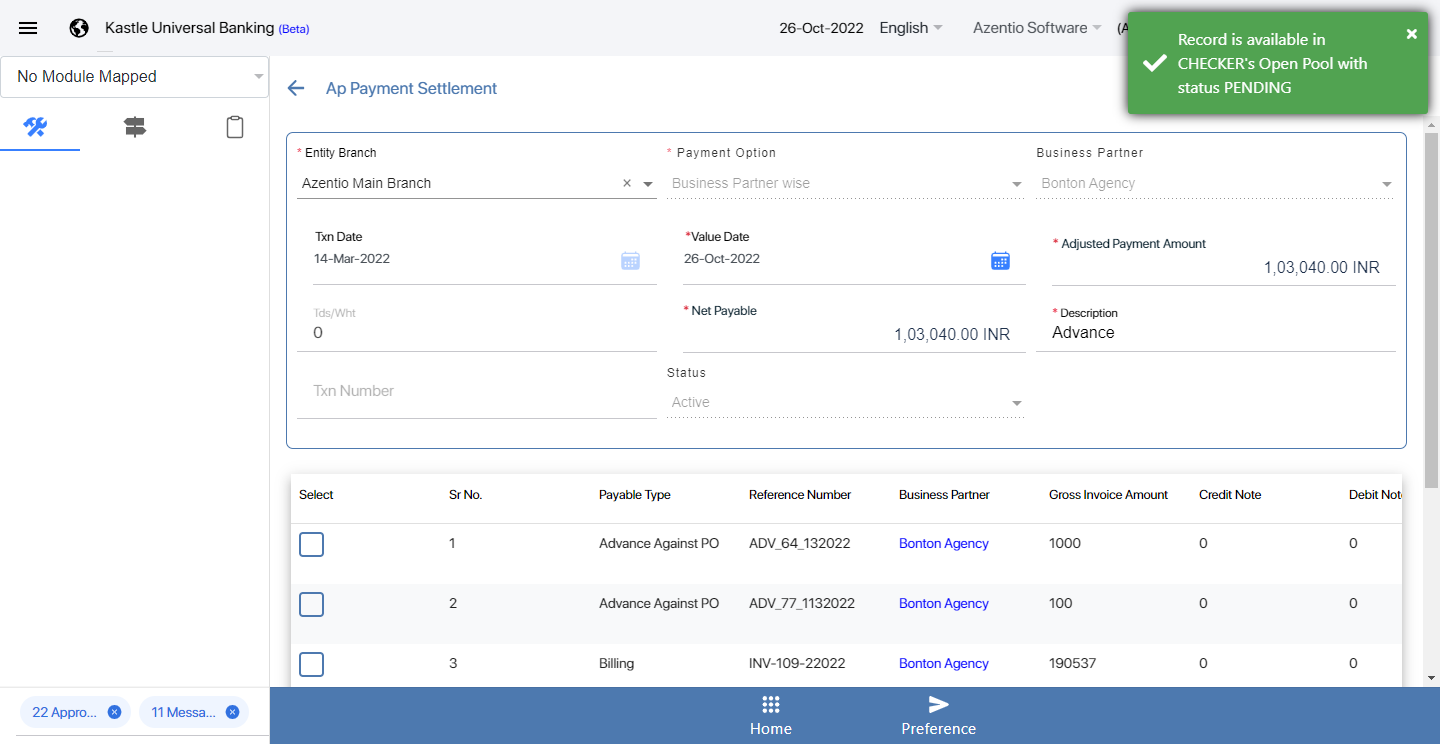 Kastle Universal Banking (Beta)
26-Oct-2022 English Azentio Software (A
Record is available in
CHECKER's Open Pool with
status PENDING
No Module Mapped
Ap Payment Settlement
* Entity Branch
Azentio Main Branch
* Payment Option
Business Partner wise
Business Partner
Bonton Agency
Txn Date
14-Mar-2022
*Value Date
26-Oct-2022
* Adjusted Payment Amount
1,03,040.00 INR
Tds/Wht
0
* Net Payable
1,03,040.00 INR
* Description
Advance
Txn Number
Status
Active
Select Sr No. Payable Type Reference Number Business Partner Gross Invoice Amount Credit Note Debit Not
1 Advance Against PO ADV_64_132022 Bonton Agency 1000 0 0
2 Advance Against PO ADV_77_1132022 Bonton Agency 100 0 0
3 Billing INV-109-22022 Bonton Agency 190537 0 0
22 Appro... 11 Messa...
Home Preference